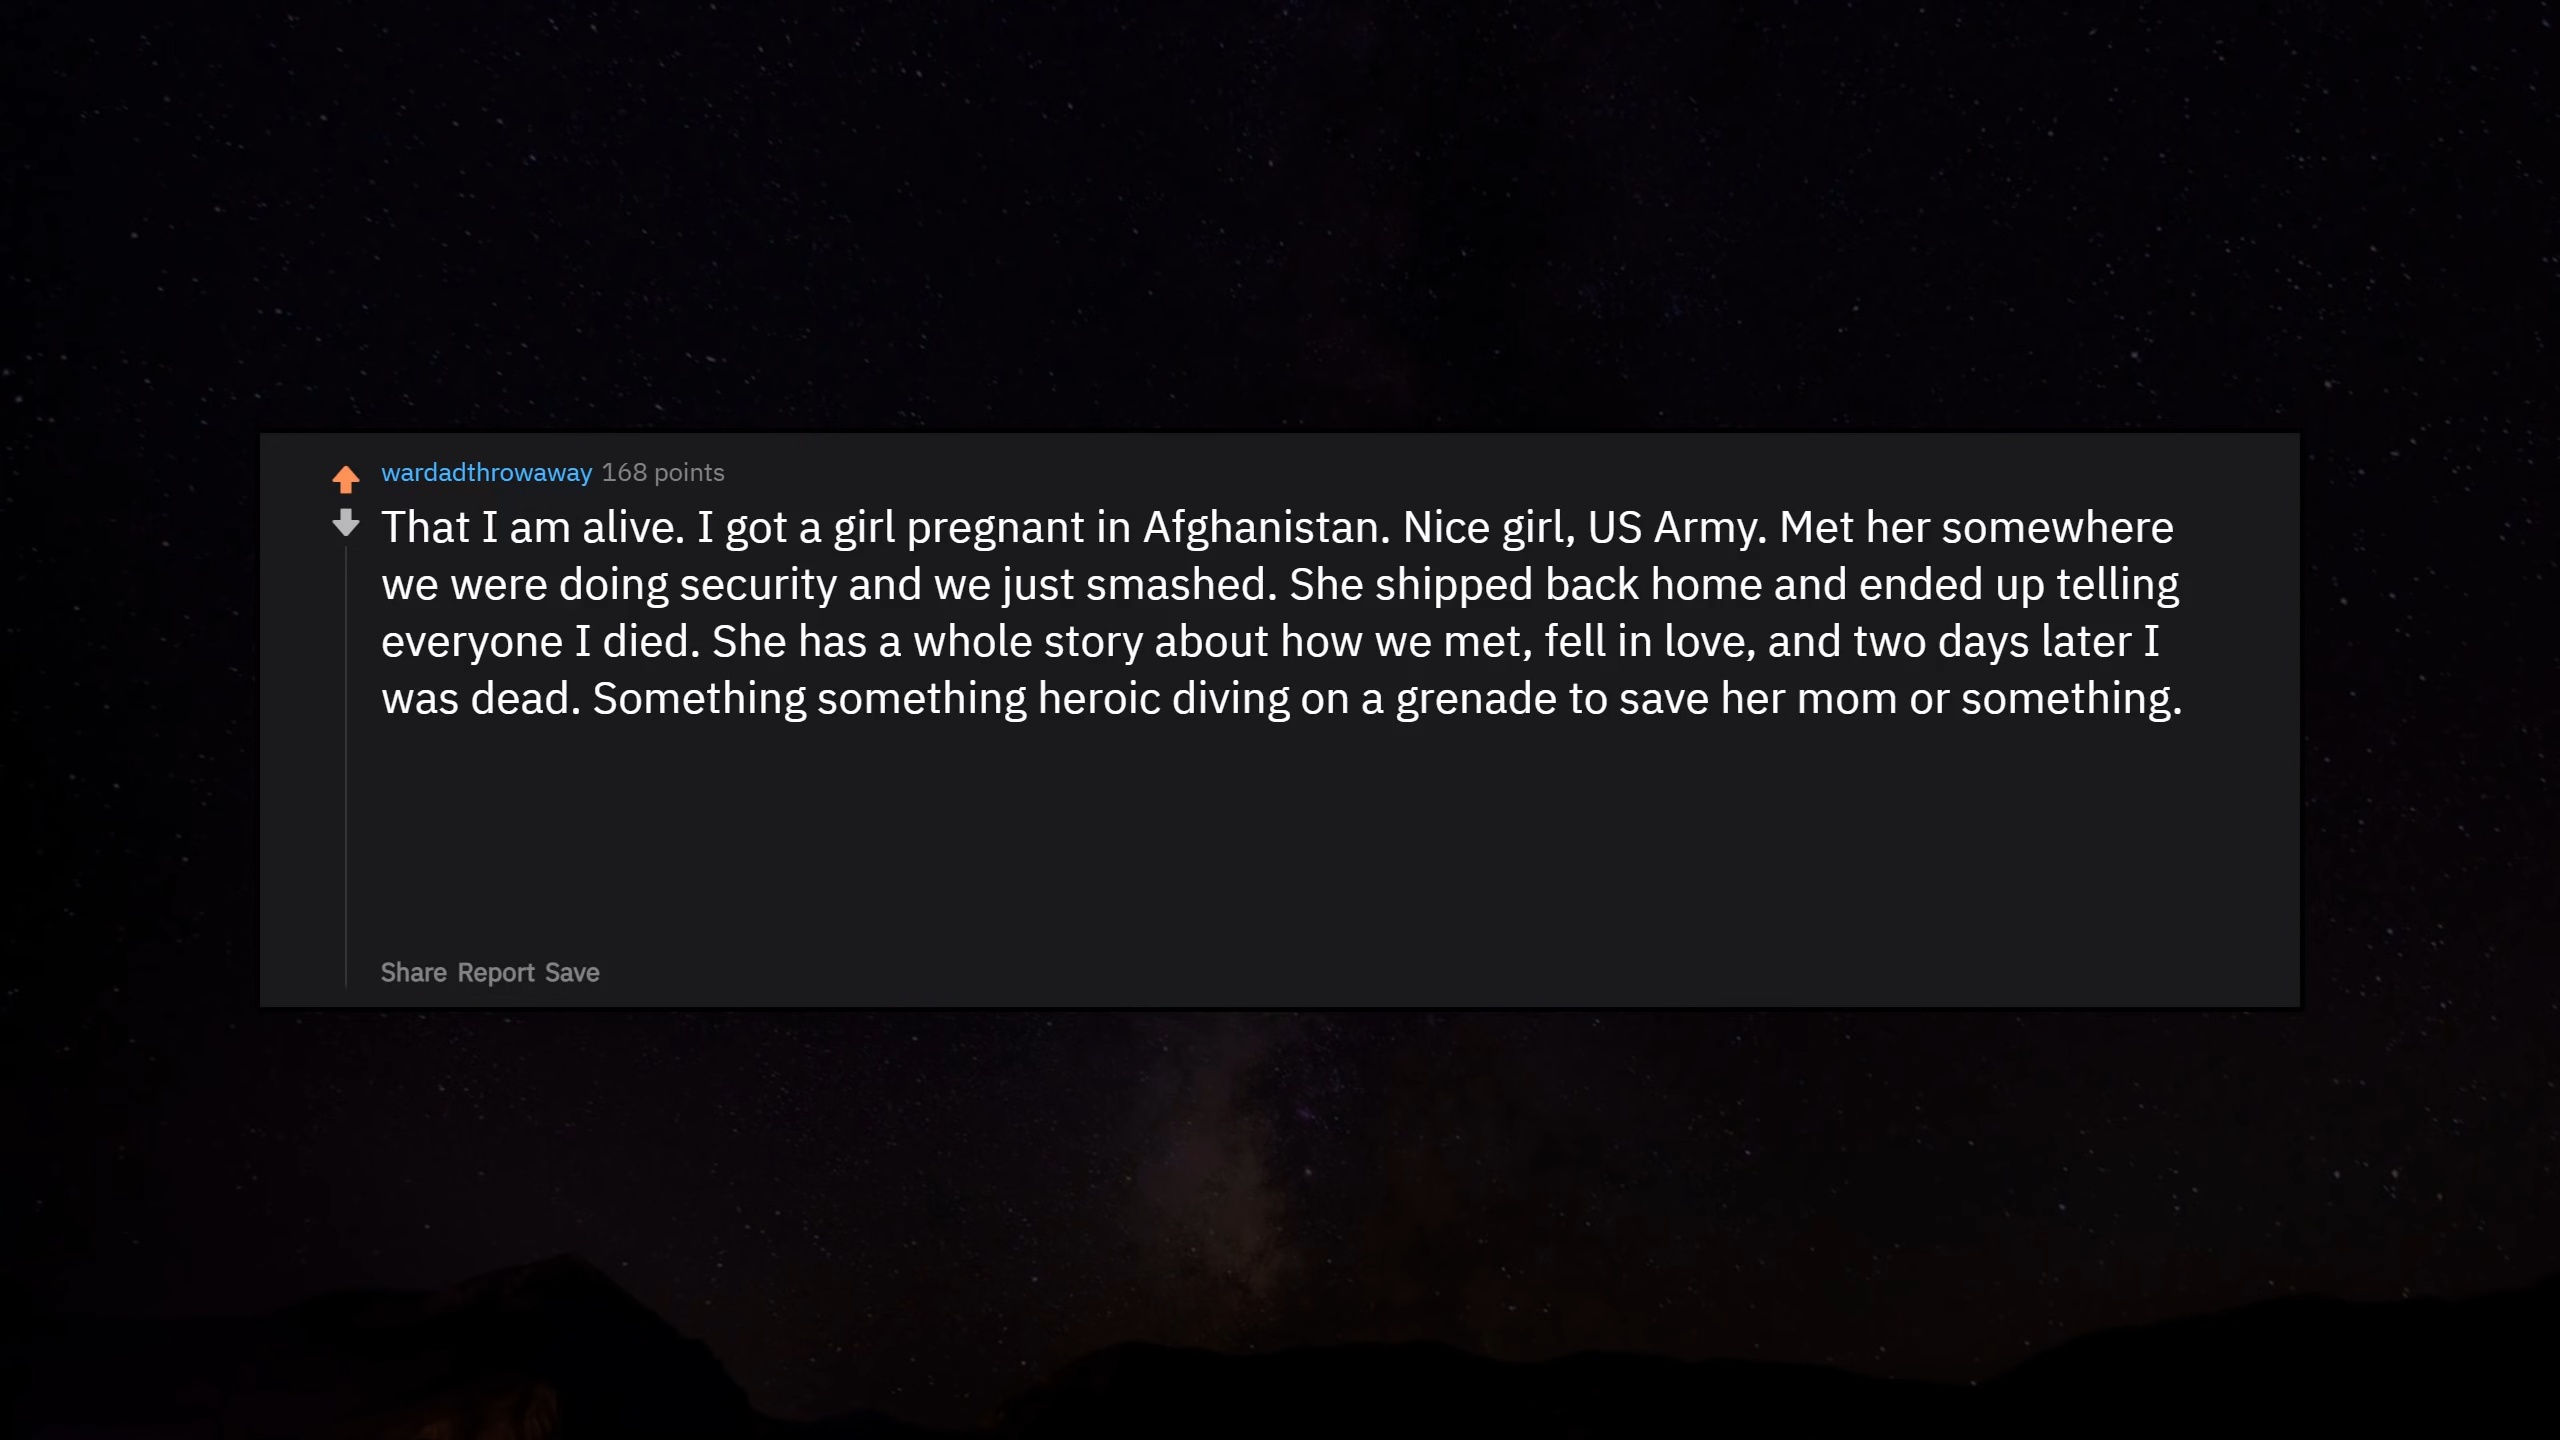 wardadthrowaway 168 points
That I am alive. I got a girl pregnant in Afghanistan. Nice girl, US Army. Met her somewhere
we were doing security and we just smashed. She shipped back home and ended up telling
everyone I died. She has a whole story about how we met, fell in love, and two days later I
was dead. Something something heroic diving on a grenade to save her mom or something.
Share Report Save